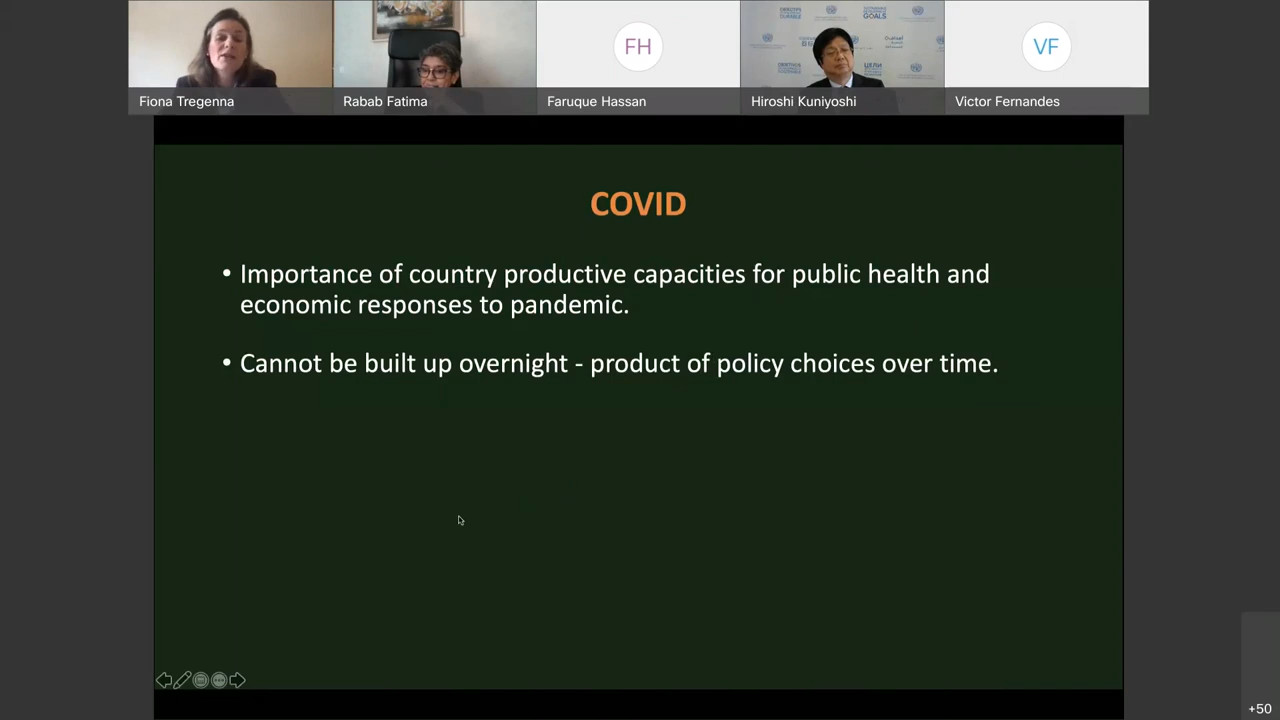 FH
VF
Fiona Tregenna
Rabab Fatima
Faruque Hassan
Hiroshi Kuniyoshi
Victor Fernandes
GOALS
COVID
• Importance of country productive capacities for public health and
economic responses to pandemic.
• Cannot be built up overnight - product of policy choices over time.
+50